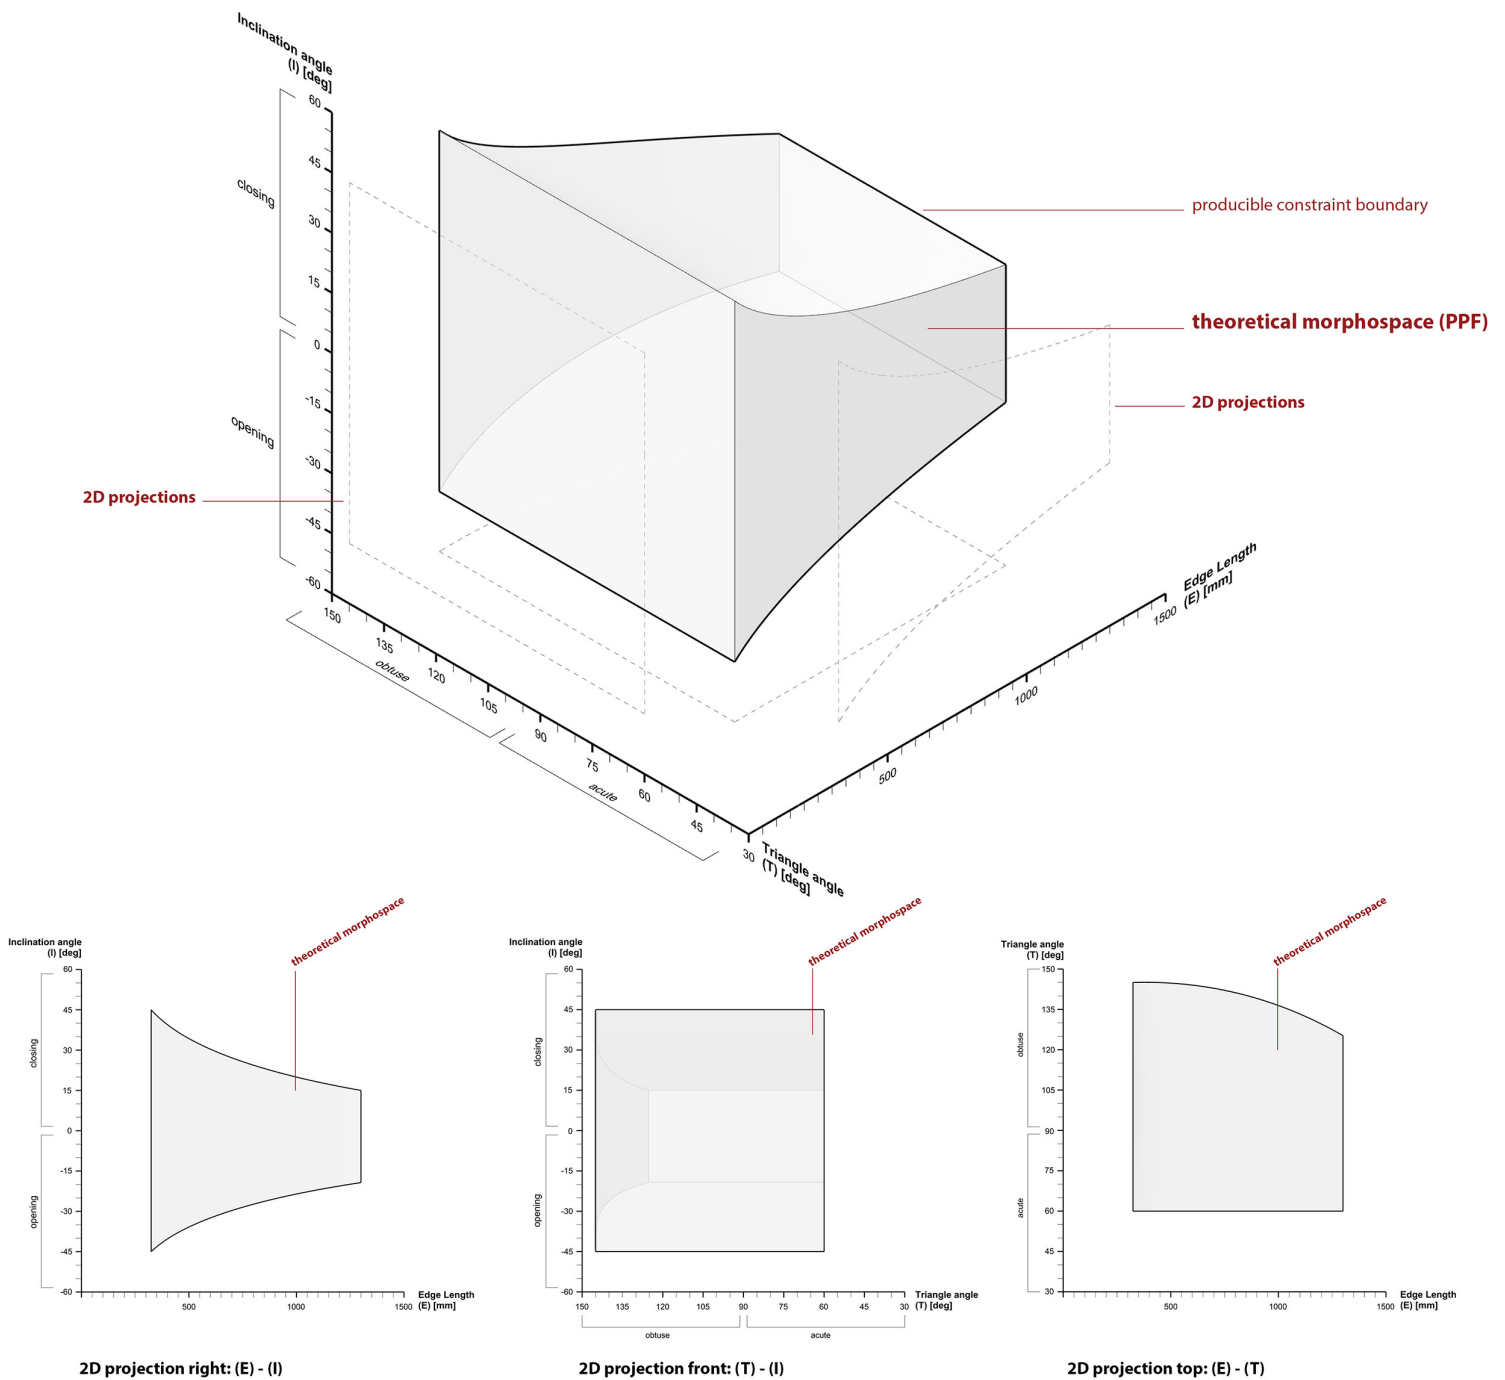 Inclination angle
(I) [deg]
60
45
30
15
0
-15
-30
-45
-60
closing
opening
150
135
120
105
90
75
60
45
30
obtuse
acute
Triangle angle
(T) [deg]
500
1000
1500
Edge Length
(E) [mm]
producible constraint boundary
theoretical morphospace (PPF)
2D projections
2D projections
Inclination angle
(I) [deg]
60
45
30
15
0
-15
-30
-45
-60
closing
opening
500
1000
1500
Edge Length
(E) [mm]
theoretical morphospace
2D projection right: (E) - (I)
Inclination angle
(I) [deg]
60
45
30
15
0
-15
-30
-45
-60
closing
opening
150
135
120
105
90
75
60
45
30
Triangle angle
(T) [deg]
obtuse
acute
theoretical morphospace
2D projection front: (T) - (I)
Triangle angle
(T) [deg]
150
135
120
105
90
75
60
45
30
obtuse
acute
500
1000
1500
Edge Length
(E) [mm]
theoretical morphospace
2D projection top: (E) - (T)